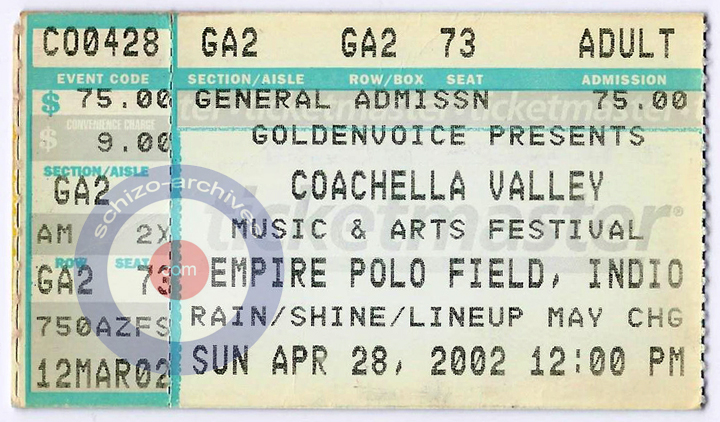 C00428 GA2 GA2 73 ADULT
EVENT CODE SECTION/AISLE ROW/BOX SEAT ADMISSION
$ 75.00 GENERAL ADMISSN 75.00
CONVENIENCE CHARGE
$ 9.00 GOLDENVOICE PRESENTS
SECTION/AISLE
GA2 COACHELLA VALLEY
AM 2X MUSIC & ARTS FESTIVAL
ROW SEAT
GA2 73 EMPIRE POLO FIELD, INDIO
750AZFS RAIN/SHINE/LINEUP MAY CHG
12MAR02 SUN APR 28, 2002 12:00 PM
ticketmaster
ticketmaster®
schizo-archive
.com